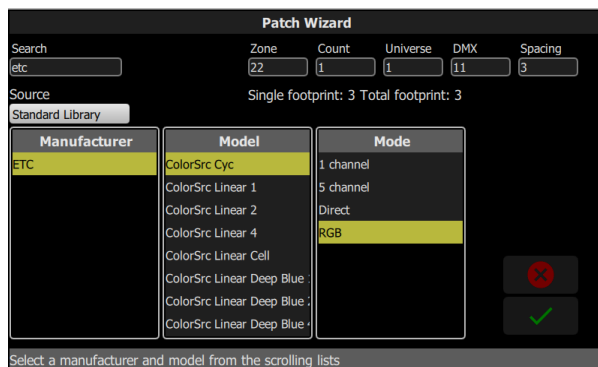 Patch Wizard
Search Zone Count Universe DMX Spacing
etc 22 1 1 11 3
Source Single footprint: 3 Total footprint: 3
Standard Library
Manufacturer Model Mode
ETC ColorSrc Cyc 1 channel
ColorSrc Linear 1 5 channel
ColorSrc Linear 2 Direct
ColorSrc Linear 4 RGB
ColorSrc Linear Cell
ColorSrc Linear Deep Blue
ColorSrc Linear Deep Blue
ColorSrc Linear Deep Blue
Select a manufacturer and model from the scrolling lists